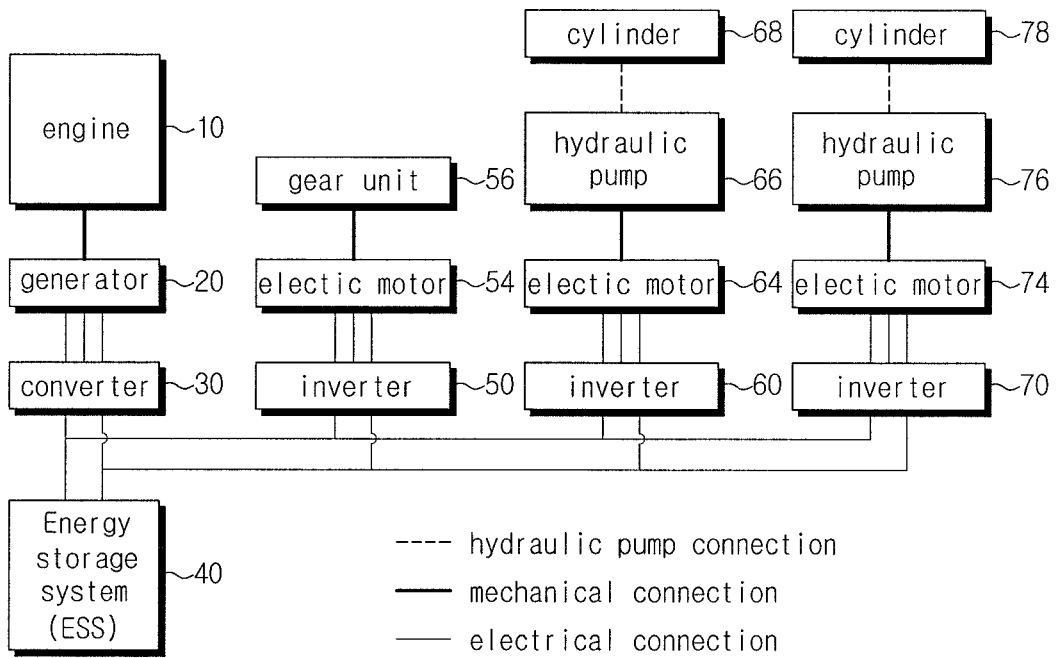 cylinder 68
cylinder 78
engine 10
hydraulic
pump 66
hydraulic
pump 76
gear unit 56
generator 20
electic motor 54
electic motor 64
electic motor 74
converter 30
inverter 50
inverter 60
inverter 70
Energy
storage
system
(ESS)
40
hydraulic pump connection
mechanical connection
electrical connection